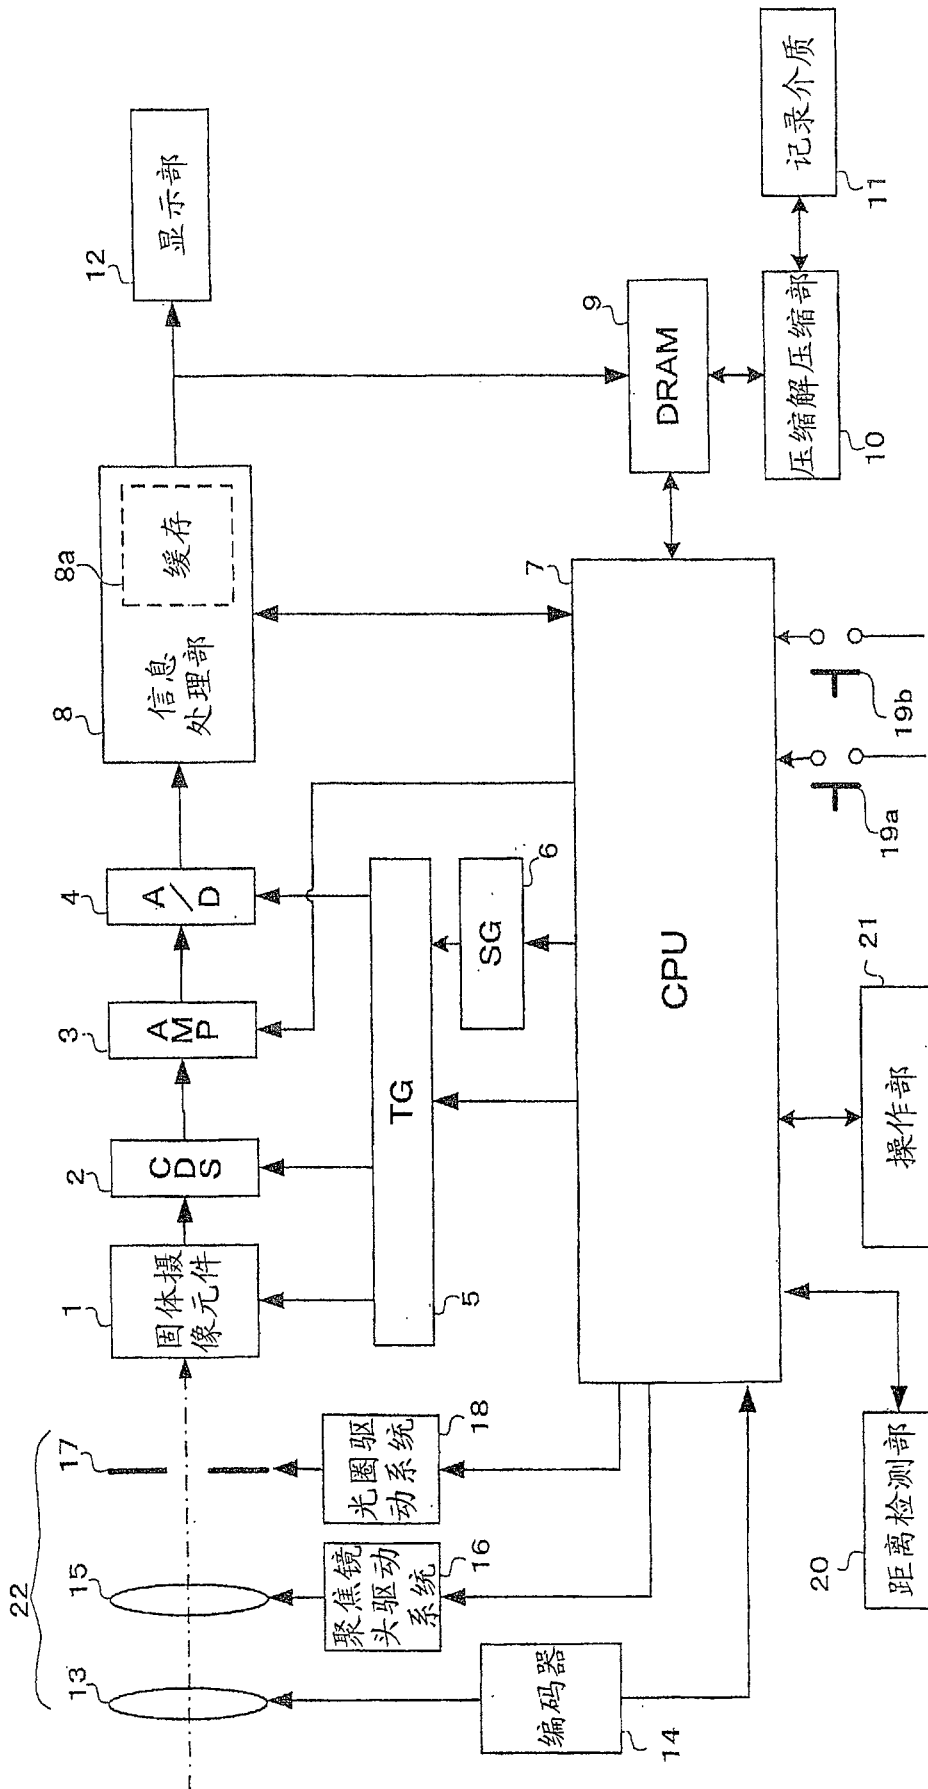 22
13
15
17
1
固体摄
像元件
2
CDS
3
AMP
4
A/D
8
信息
处理部
8a
缓存
12
显示部
聚焦镜
头驱动
系统
16
光圈驱
动系统
18
TG
5
SG
6
编码器
14
CPU
7
DRAM
9
压缩解压缩部
10
记录介质
11
距离检测部
20
操作部
21
19a
19b